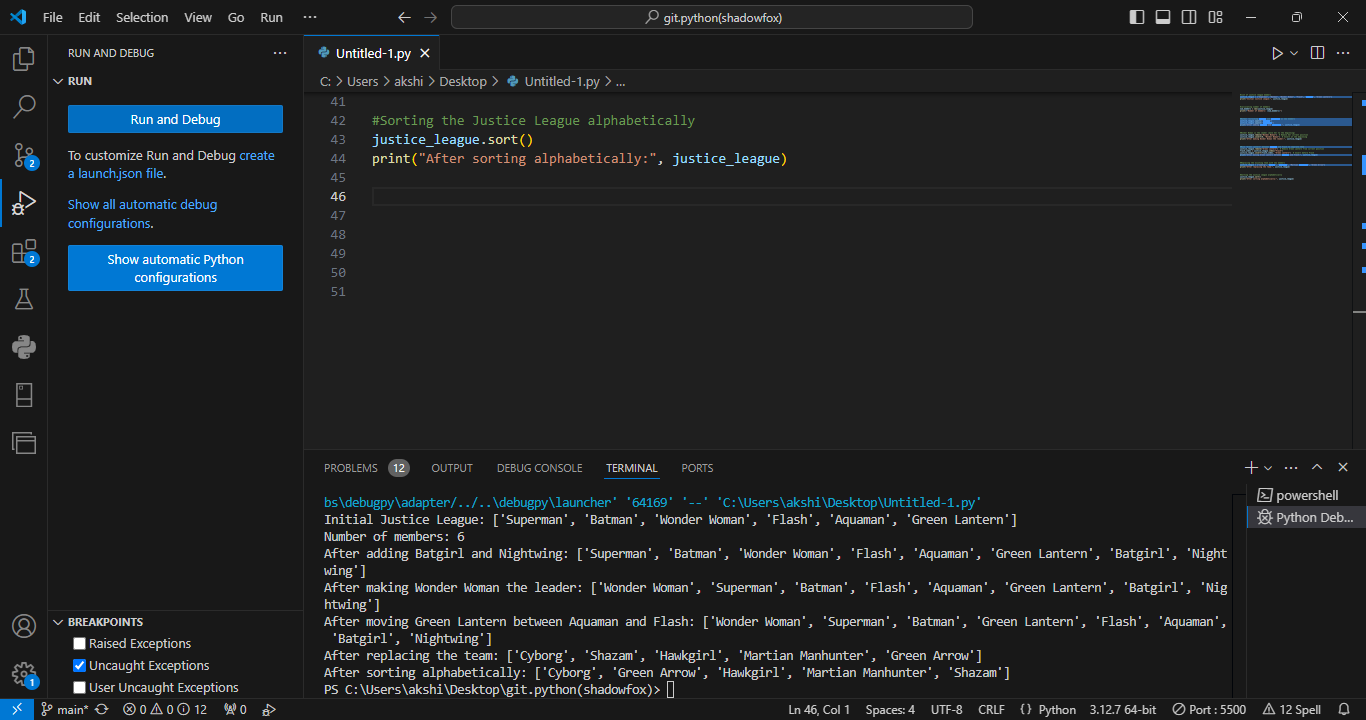 File Edit Selection View Go Run ··· git.python(shadowfox)
RUN AND DEBUG ···
RUN
Run and Debug
To customize Run and Debug create
a launch.json file.
Show all automatic debug
configurations.
Show automatic Python
configurations
2
2
1
BREAKPOINTS
Raised Exceptions
Uncaught Exceptions
User Uncaught Exceptions
Untitled-1.py
C: > Users > akshi > Desktop > Untitled-1.py > ...
41
42 #Sorting the Justice League alphabetically
43 justice_league.sort()
44 print("After sorting alphabetically:", justice_league)
45
46
47
48
49
50
51
PROBLEMS 12 OUTPUT DEBUG CONSOLE TERMINAL PORTS
powershell
Python Deb...
bs\debugpy\adapter/../..\debugpy\launcher' '64169' '--' 'C:\Users\akshi\Desktop\Untitled-1.py'
Initial Justice League: ['Superman', 'Batman', 'Wonder Woman', 'Flash', 'Aquaman', 'Green Lantern']
Number of members: 6
After adding Batgirl and Nightwing: ['Superman', 'Batman', 'Wonder Woman', 'Flash', 'Aquaman', 'Green Lantern', 'Batgirl', 'Night
wing']
After making Wonder Woman the leader: ['Wonder Woman', 'Superman', 'Batman', 'Flash', 'Aquaman', 'Green Lantern', 'Batgirl', 'Nig
htwing']
After moving Green Lantern between Aquaman and Flash: ['Wonder Woman', 'Superman', 'Batman', 'Green Lantern', 'Flash', 'Aquaman',
'Batgirl', 'Nightwing']
After replacing the team: ['Cyborg', 'Shazam', 'Hawkgirl', 'Martian Manhunter', 'Green Arrow']
After sorting alphabetically: ['Cyborg', 'Green Arrow', 'Hawkgirl', 'Martian Manhunter', 'Shazam']
PS C:\Users\akshi\Desktop\git.python(shadowfox)>
main* 0 0 12 0 Ln 46, Col 1 Spaces: 4 UTF-8 CRLF {} Python 3.12.7 64-bit Port : 5500 12 Spell